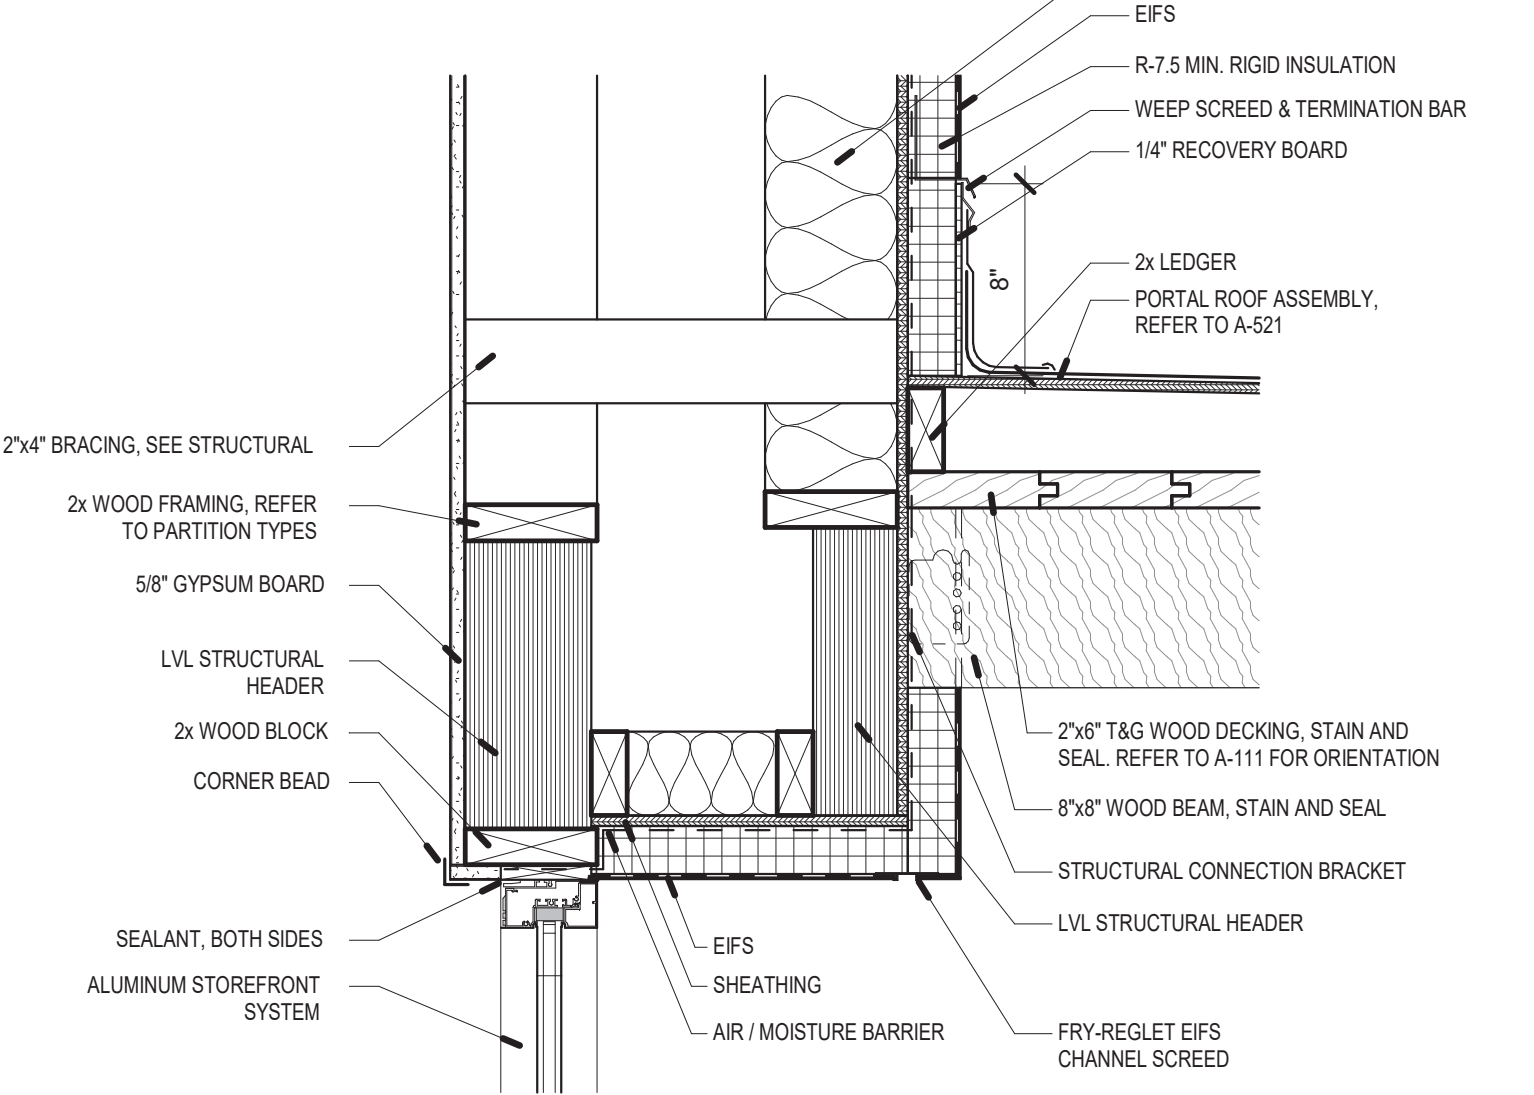 EIFS
R-7.5 MIN. RIGID INSULATION
WEEP SCREED & TERMINATION BAR
1/4" RECOVERY BOARD
8"
2x LEDGER
PORTAL ROOF ASSEMBLY,
REFER TO A-521
2"x4" BRACING, SEE STRUCTURAL
2x WOOD FRAMING, REFER
TO PARTITION TYPES
5/8" GYPSUM BOARD
LVL STRUCTURAL
HEADER
2x WOOD BLOCK
CORNER BEAD
SEALANT, BOTH SIDES
ALUMINUM STOREFRONT
SYSTEM
EIFS
SHEATHING
AIR / MOISTURE BARRIER
2"x6" T&G WOOD DECKING, STAIN AND
SEAL. REFER TO A-111 FOR ORIENTATION
8"x8" WOOD BEAM, STAIN AND SEAL
STRUCTURAL CONNECTION BRACKET
LVL STRUCTURAL HEADER
FRY-REGLET EIFS
CHANNEL SCREED